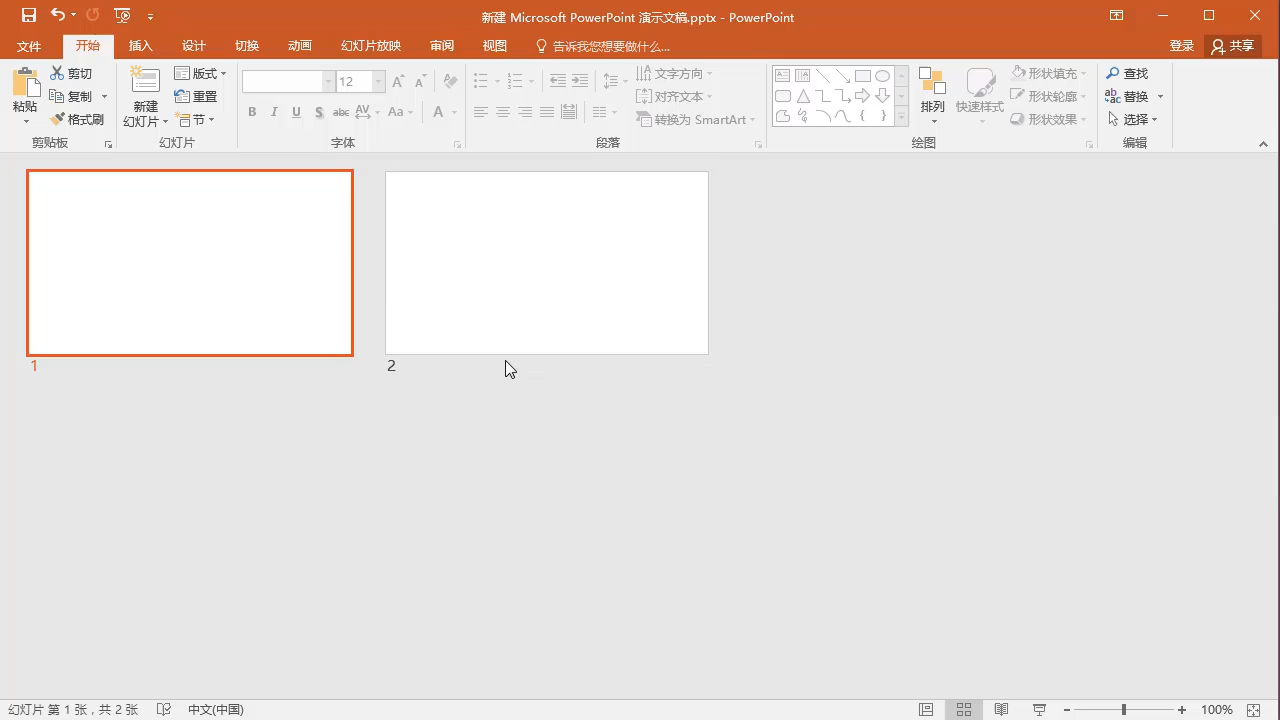 新建 Microsoft PowerPoint 演示文稿.pptx - PowerPoint
文件 开始 插入 设计 切换 动画 幻灯片放映 审阅 视图 告诉我您想要做什么... 登录 共享
粘贴
剪切
复制
格式刷
剪贴板
新建
幻灯片
版式
重置
节
幻灯片
12
B I U S abc AV Aa A
字体
文字方向
对齐文本
转换为 SmartArt
段落
排列
快速样式
形状填充
形状轮廓
形状效果
绘图
查找
替换
选择
编辑
1
2
幻灯片 第 1 张，共 2 张 中文(中国) 100%